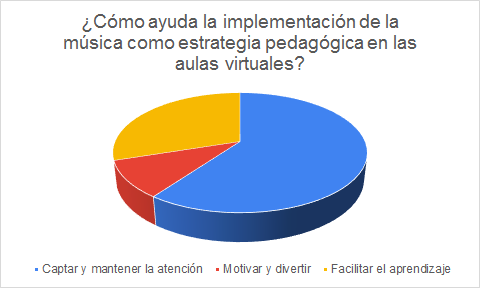 ¿Cómo ayuda la implementación de la
música como estrategia pedagógica en las
aulas virtuales?
Captar y mantener la atención Motivar y divertir Facilitar el aprendizaje